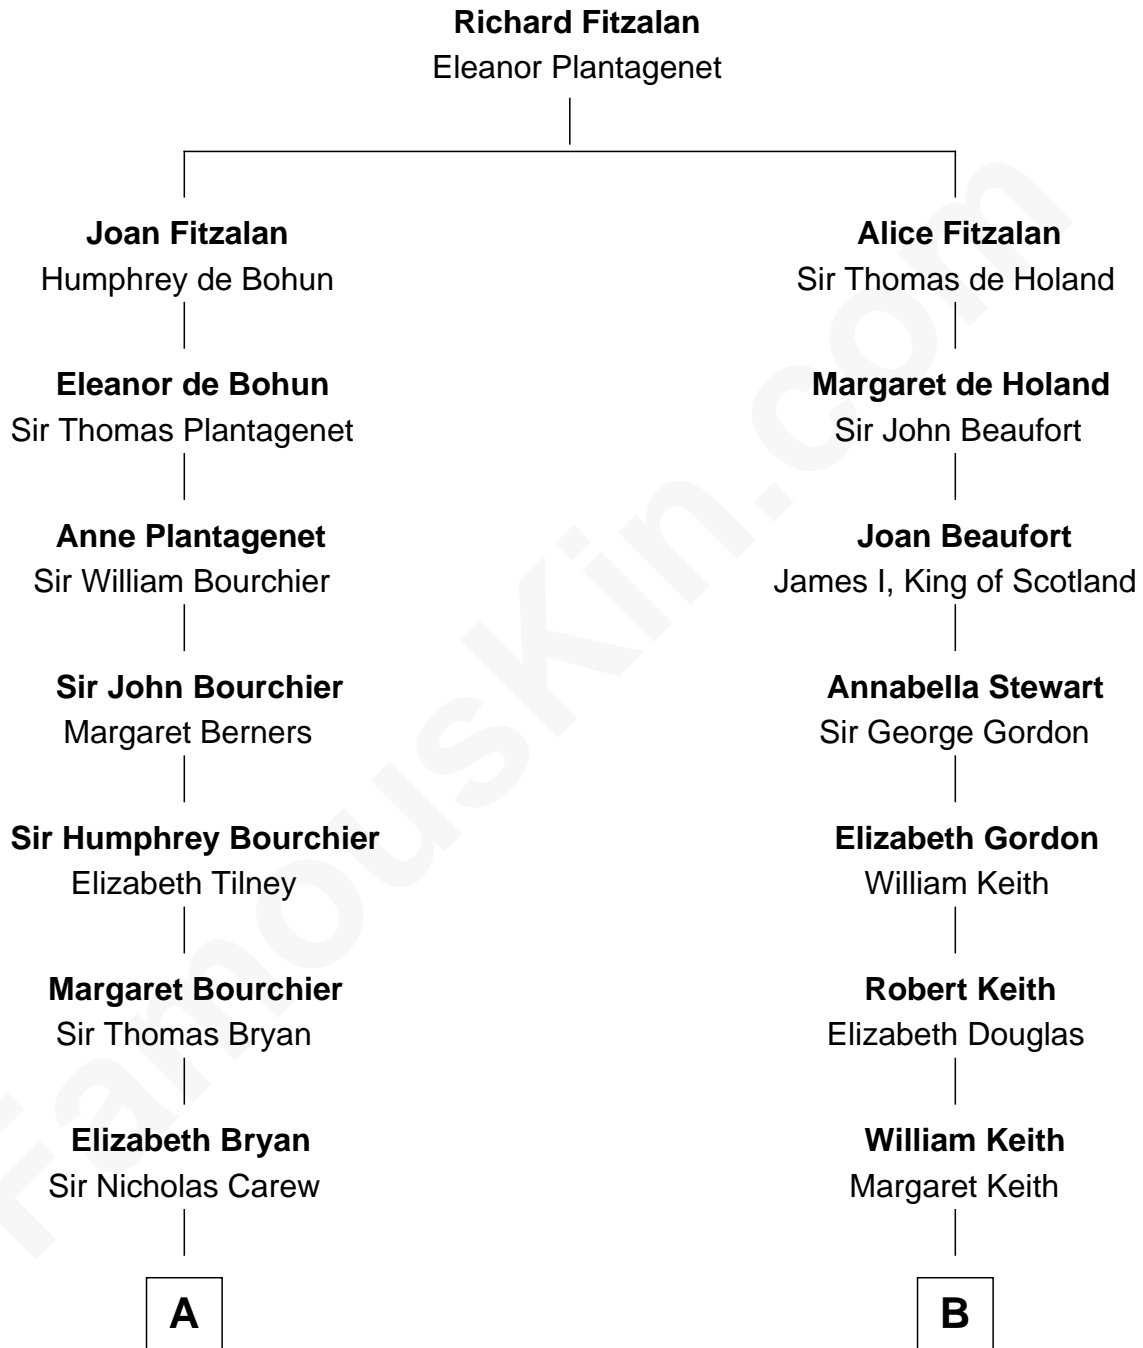 Richard Fitzalan
Eleanor Plantagenet
Joan Fitzalan
Humphrey de Bohun
Eleanor de Bohun
Sir Thomas Plantagenet
Anne Plantagenet
Sir William Bourchier
Sir John Bourchier
Margaret Berners
Sir Humphrey Bourchier
Elizabeth Tilney
Margaret Bourchier
Sir Thomas Bryan
Elizabeth Bryan
Sir Nicholas Carew
A
Alice Fitzalan
Sir Thomas de Holand
Margaret de Holand
Sir John Beaufort
Joan Beaufort
James I, King of Scotland
Annabella Stewart
Sir George Gordon
Elizabeth Gordon
William Keith
Robert Keith
Elizabeth Douglas
William Keith
Margaret Keith
B
FamousKin.com